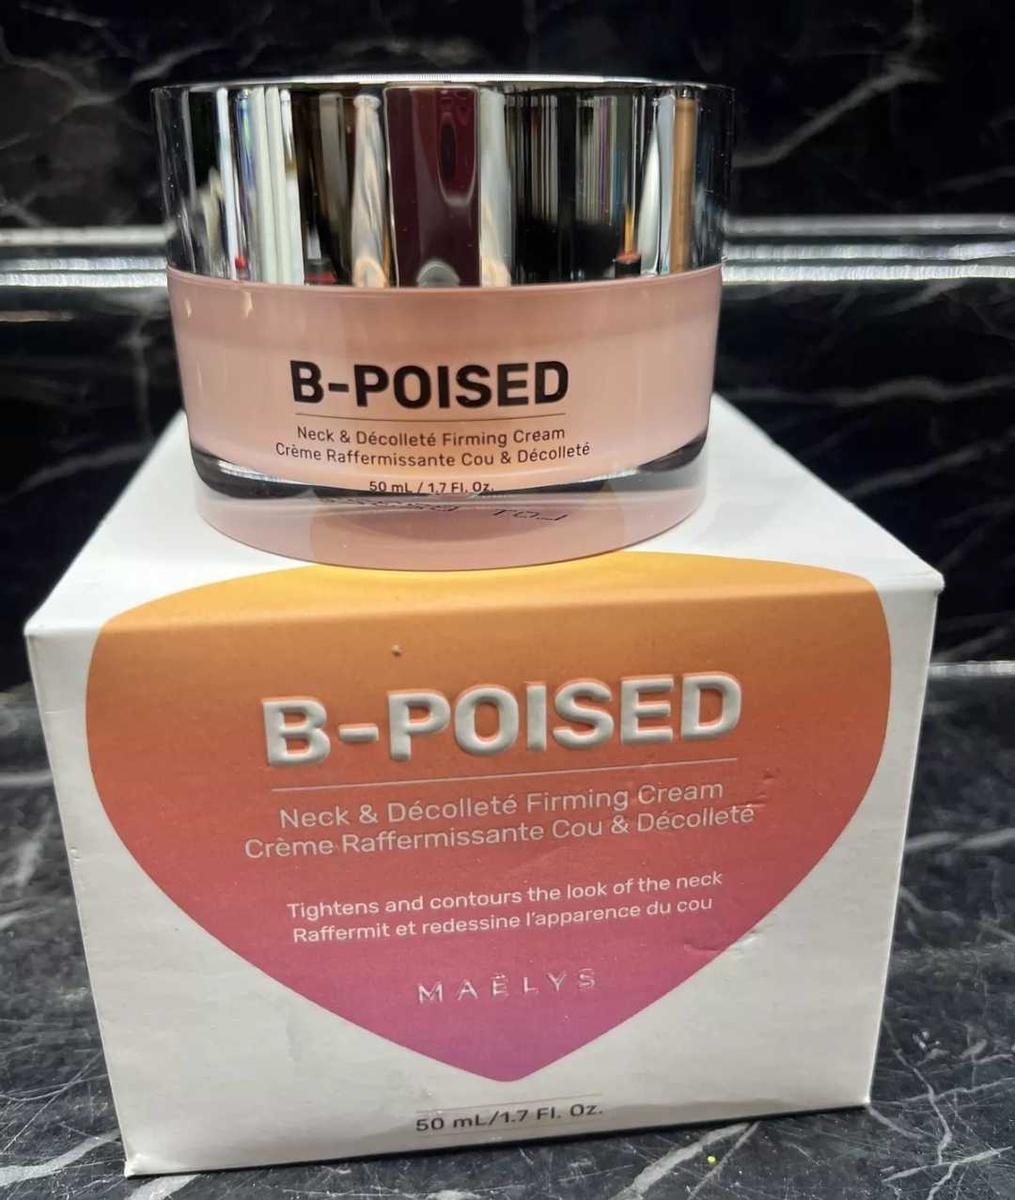 B-POISED
Neck & Décolleté Firming Cream
Crème Raffermissante Cou & Décolleté
50 mL / 1.7 Fl. Oz.
B-POISED
Neck & Décolleté Firming Cream
Crème Raffermissante Cou & Décolleté
Tightens and contours the look of the neck
Raffermit et redessine l'apparence du cou
MAËLYS
50 mL/1.7 Fl. Oz.